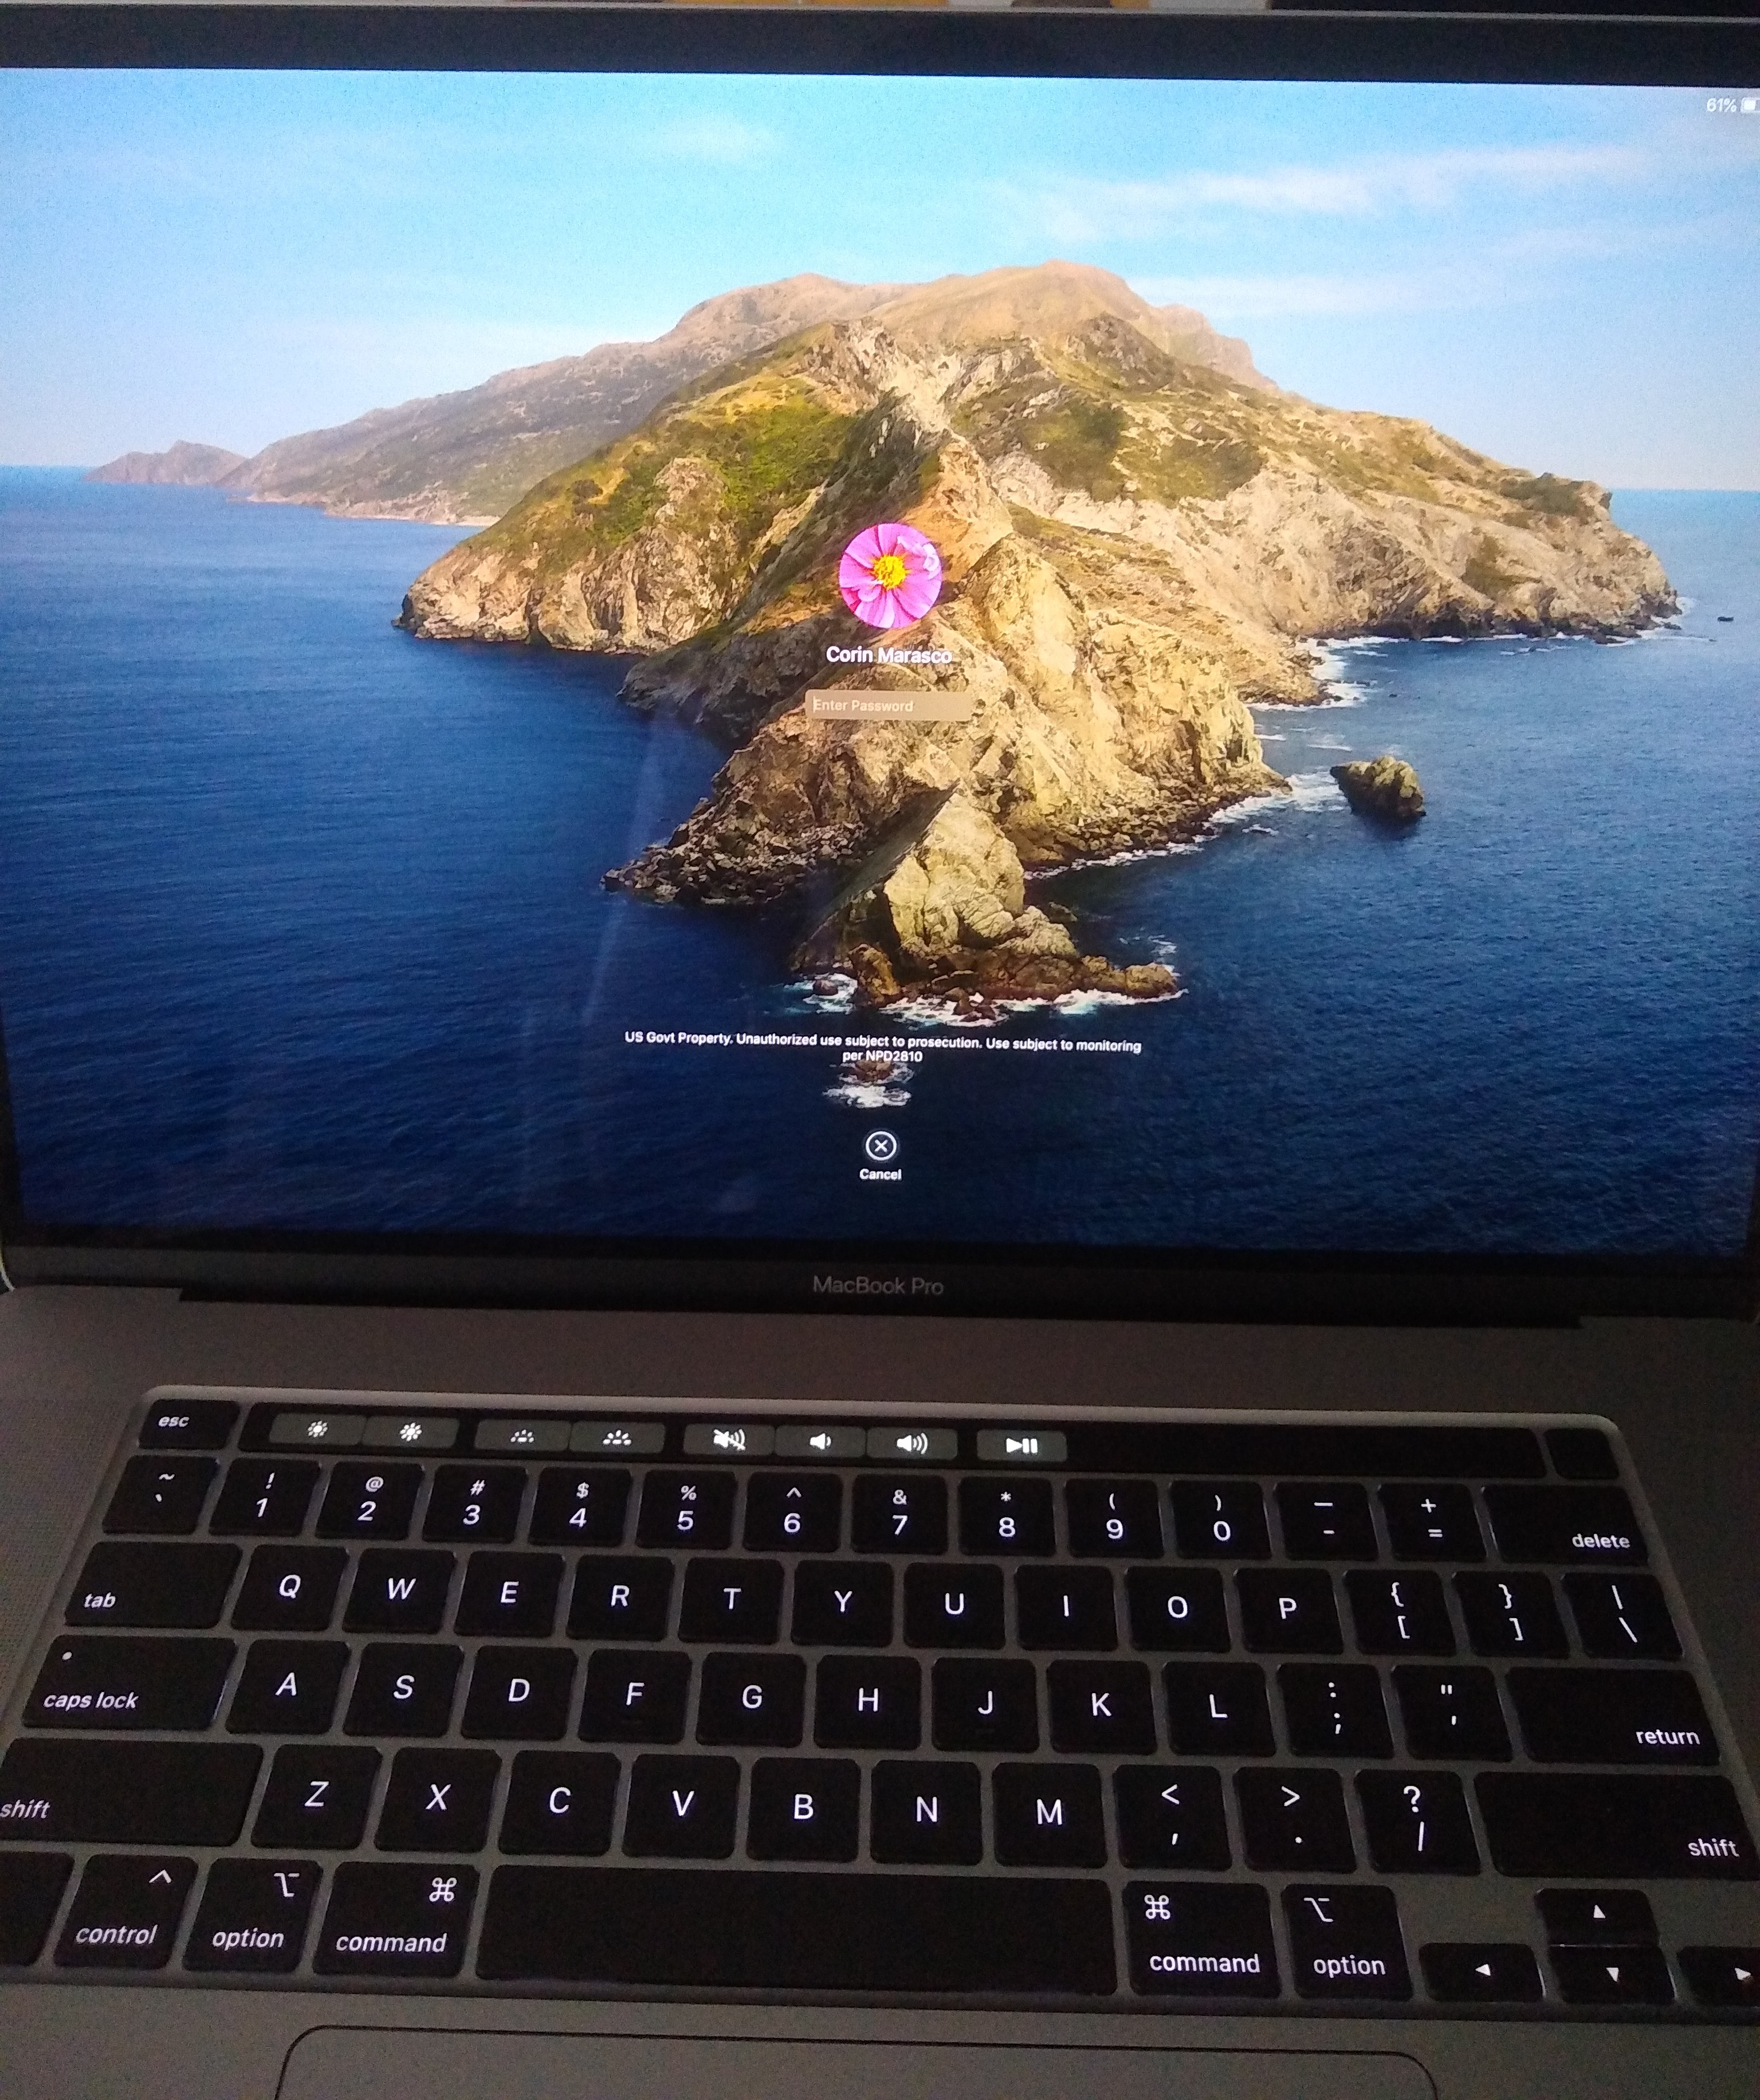 61%
Corin Marasco
Enter Password
US Govt Property. Unauthorized use subject to prosecution. Use subject to monitoring
per NPD2810
Cancel
MacBook Pro
esc
~ ! @ # $ % ^ & * ( ) — +
` 1 2 3 4 5 6 7 8 9 0 - = delete
tab Q W E R T Y U I O P { } |
[ ] \
caps lock A S D F G H J K L : "
; ' return
shift Z X C V B N M < > ?
, . / shift
^ ⌥ ⌘ ⌘ ⌥ ▲
control option command command option ◀ ▼ ▶